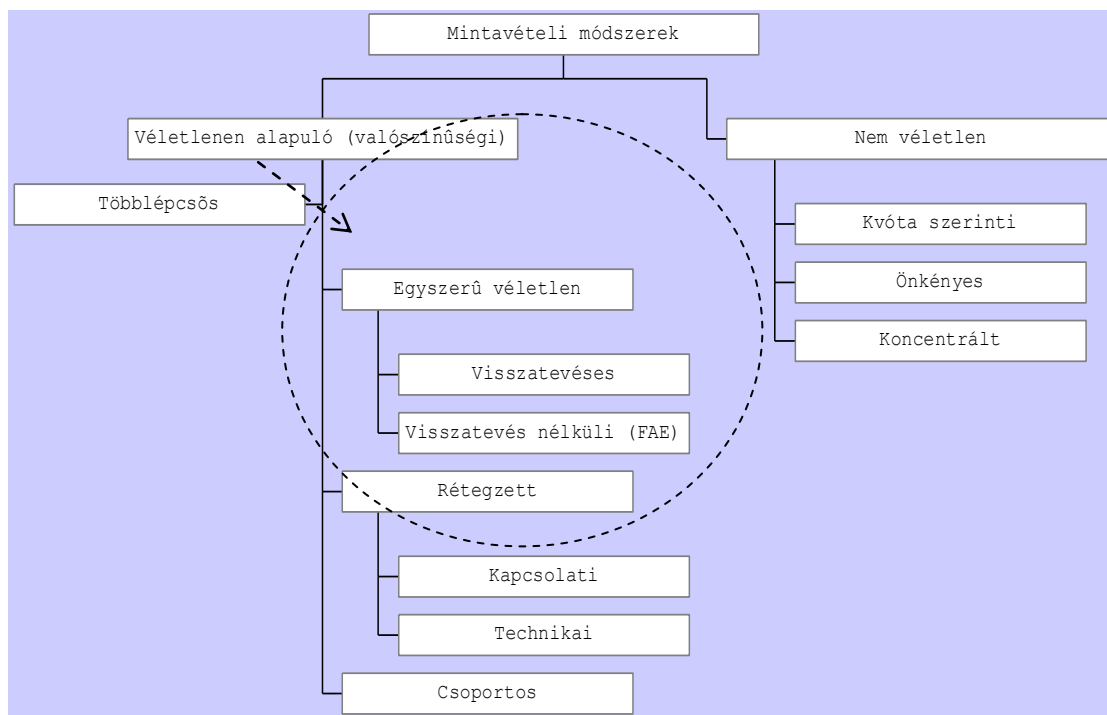 Mintavételi módszerek
Véletlenen alapuló (valószínûségi)
Nem véletlen
Többlépcsõs
Kvóta szerinti
Egyszerû véletlen
Önkényes
Koncentrált
Visszatevéses
Visszatevés nélküli (FAE)
Rétegzett
Kapcsolati
Technikai
Csoportos